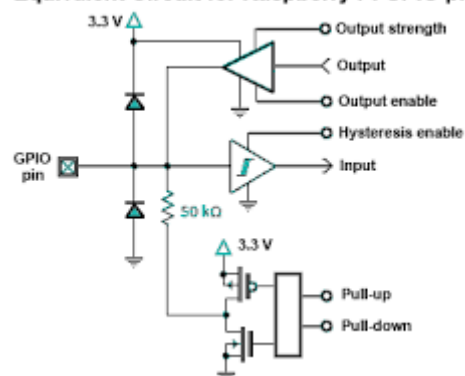 3.3 V
Output strength
Output
Output enable
Hysteresis enable
GPIO
pin
Input
50 kΩ
3.3 V
Pull-up
Pull-down